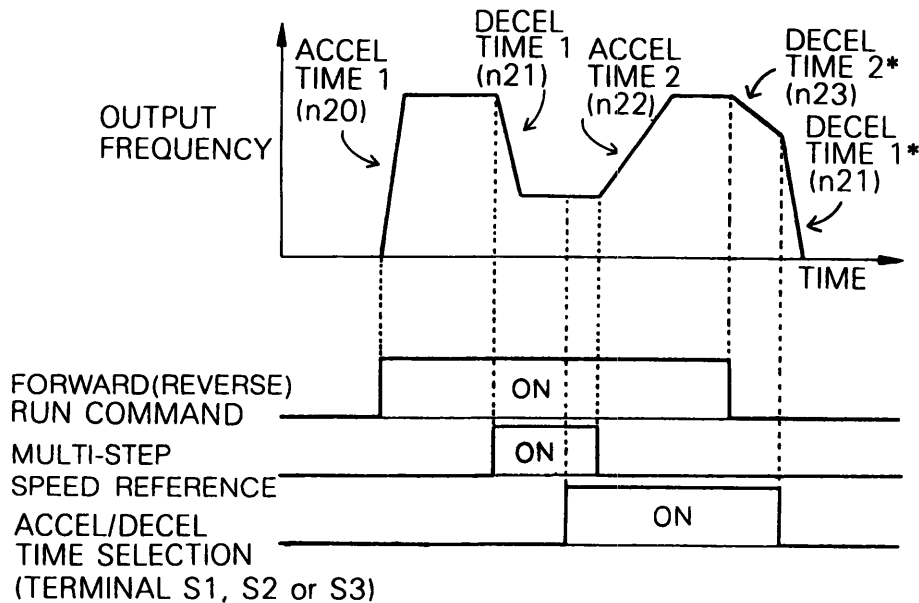 ACCEL
TIME 1
(n20)
DECEL
TIME 1
(n21)
ACCEL
TIME 2
(n22)
DECEL
TIME 2*
(n23)
DECEL
TIME 1*
(n21)
OUTPUT
FREQUENCY
TIME
FORWARD(REVERSE)
RUN COMMAND
ON
MULTI-STEP
SPEED REFERENCE
ON
ACCEL/DECEL
TIME SELECTION
(TERMINAL S1, S2 or S3)
ON